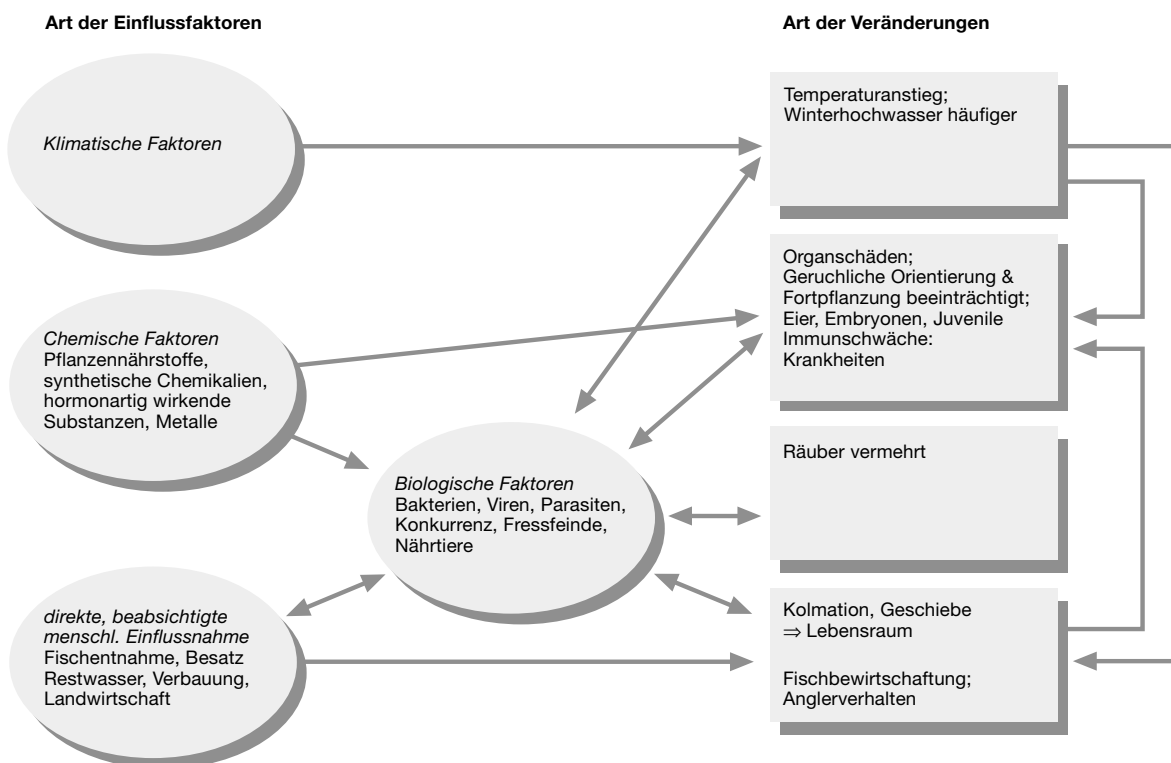 Art der Einflussfaktoren
Art der Veränderungen
Klimatische Faktoren
Temperaturanstieg;
Winterhochwasser häufiger
Chemische Faktoren
Pflanzennährstoffe,
synthetische Chemikalien,
hormonartig wirkende
Substanzen, Metalle
Organschäden;
Geruchliche Orientierung &
Fortpflanzung beeinträchtigt;
Eier, Embryonen, Juvenile
Immunschwäche:
Krankheiten
Biologische Faktoren
Bakterien, Viren, Parasiten,
Konkurrenz, Fressfeinde,
Nährtiere
Räuber vermehrt
direkte, beabsichtigte
menschl. Einflussnahme
Fischentnahme, Besatz
Restwasser, Verbauung,
Landwirtschaft
Kolmation, Geschiebe
⇒ Lebensraum
Fischbewirtschaftung;
Anglerverhalten